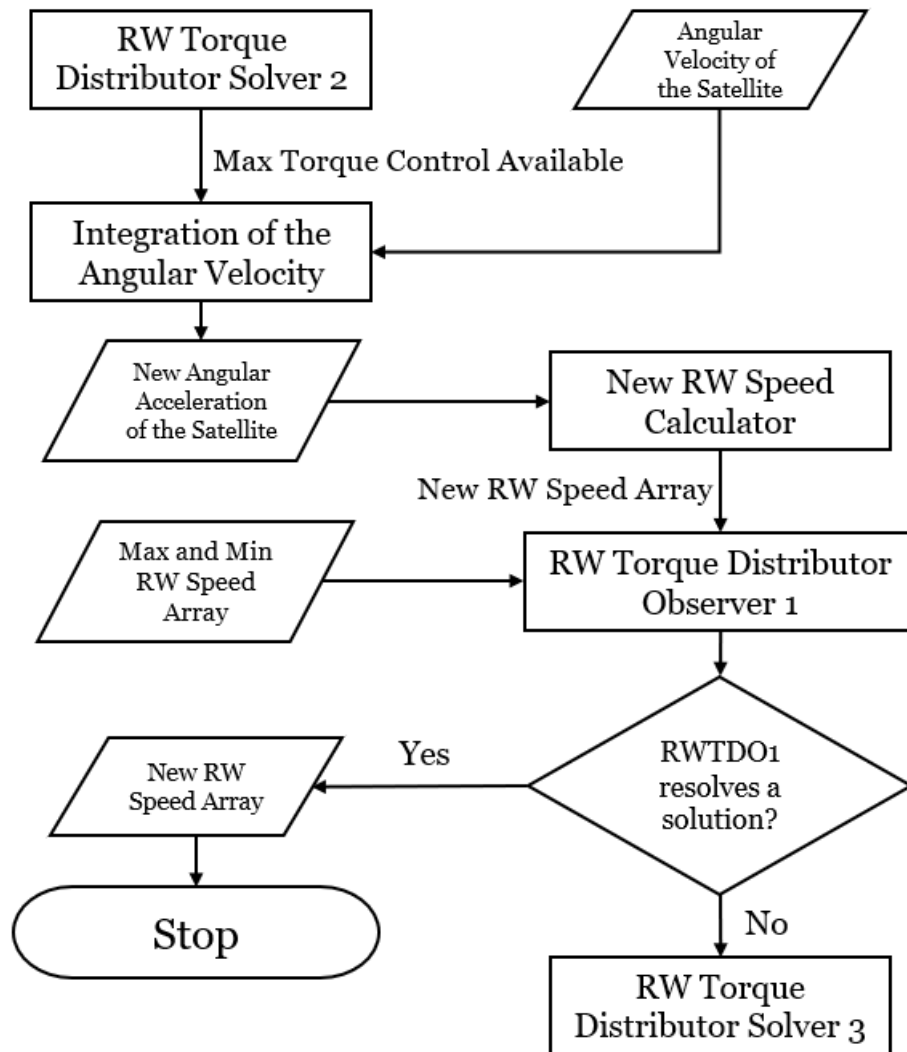 RW Torque
Distributor Solver 2
Angular
Velocity of
the Satellite
Max Torque Control Available
Integration of the
Angular Velocity
New Angular
Acceleration
of the Satellite
New RW Speed
Calculator
New RW Speed Array
Max and Min
RW Speed
Array
RW Torque Distributor
Observer 1
RWTDO1
resolves a
solution?
Yes
New RW
Speed Array
Stop
No
RW Torque
Distributor Solver 3